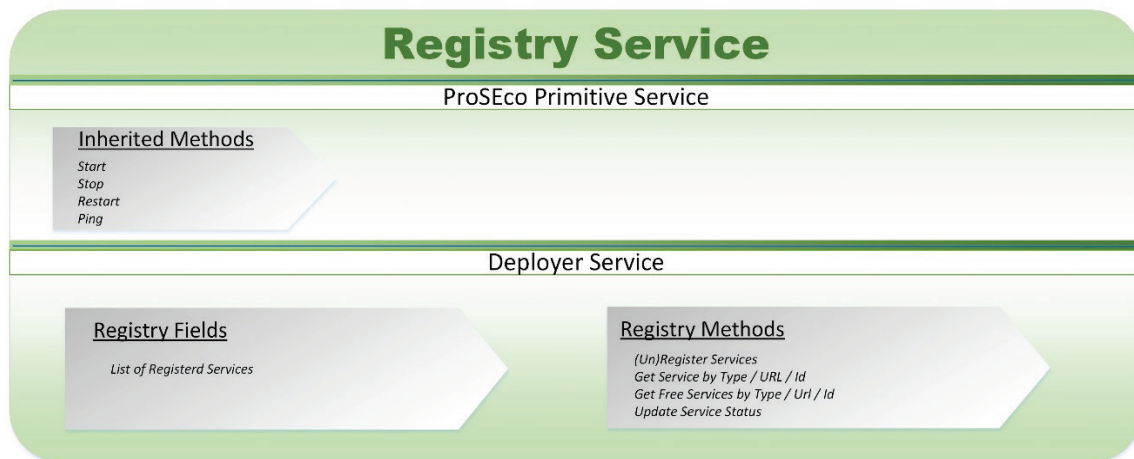 Registry Service
ProSEco Primitive Service
Inherited Methods
Start
Stop
Restart
Ping
Deployer Service
Registry Fields
List of Registerd Services
Registry Methods
(Un)Register Services
Get Service by Type / URL / Id
Get Free Services by Type / Url / Id
Update Service Status